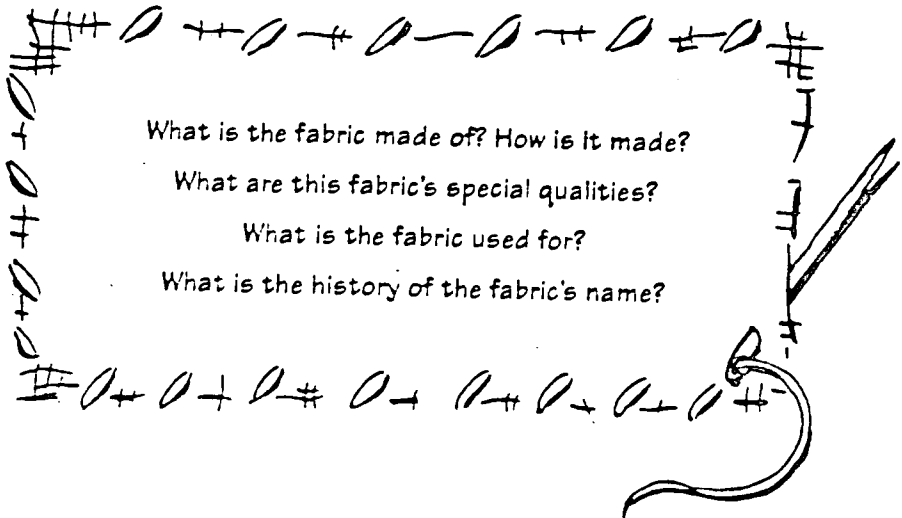 What is the fabric made of? How is it made?
What are this fabric's special qualities?
What is the fabric used for?
What is the history of the fabric's name?